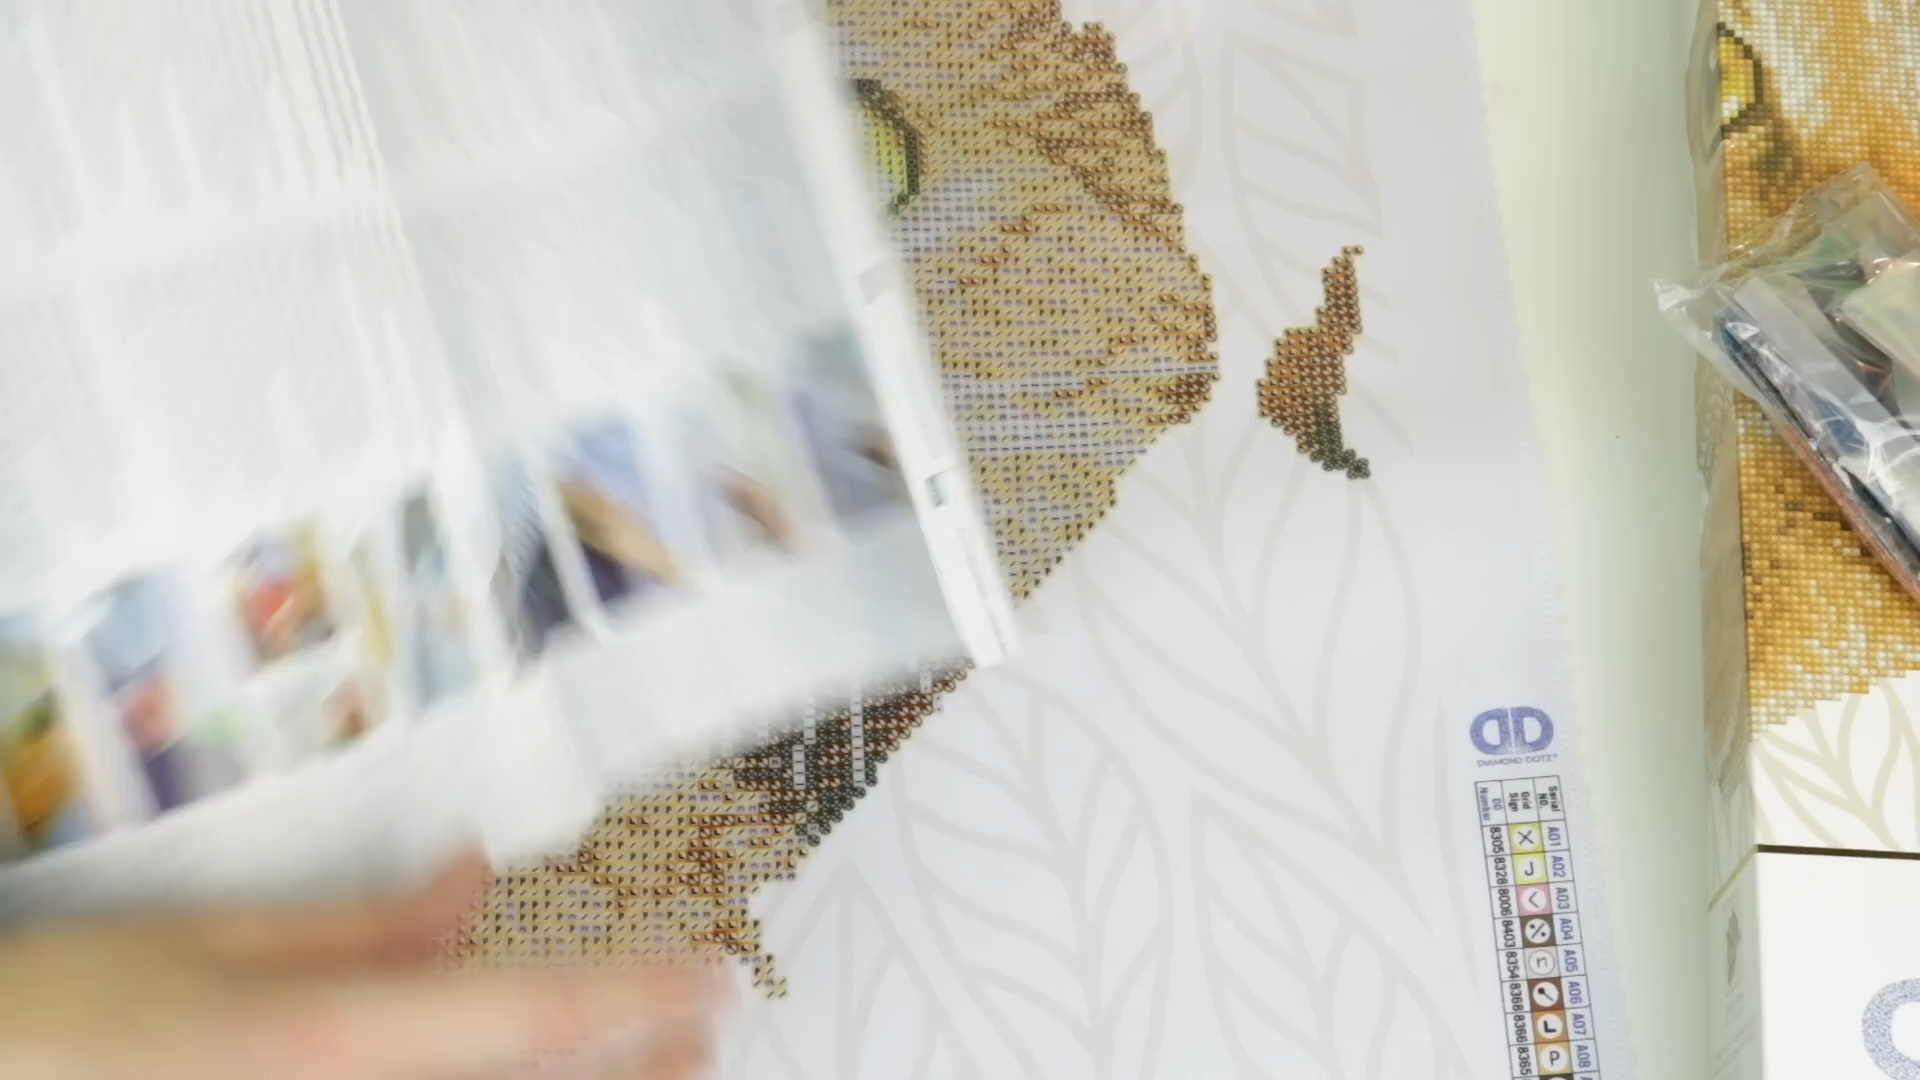 DD
DIAMOND DOTZ®
Serial NO. A01 A02 A03 A04 A05 A06 A07 A08
Grid Sign
DD Number 8305 8328 8006 8403 8354 8368 8366 8365